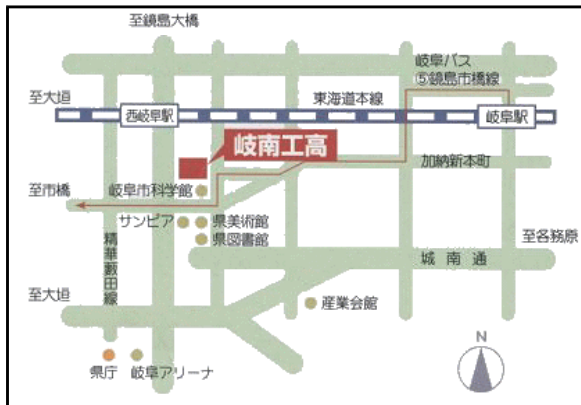 至鏡島大橋
岐阜バス
⑤鏡島市橋線
至大垣
東海道本線
西岐阜駅
岐阜駅
岐南工高
加納新本町
岐阜市科学館
至市橋
サンピア
県美術館
県図書館
至各務原
精華藪田線
城南通
至大垣
産業会館
N
県庁
岐阜アリーナ